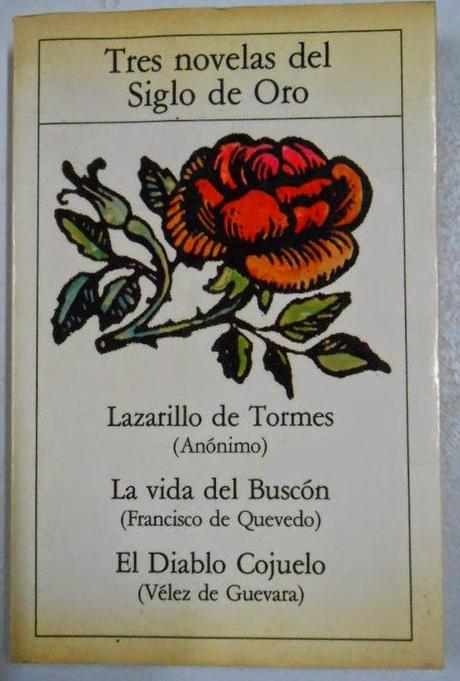 Tres novelas del
Siglo de Oro
Lazarillo de Tormes
(Anónimo)
La vida del Buscón
(Francisco de Quevedo)
El Diablo Cojuelo
(Vélez de Guevara)